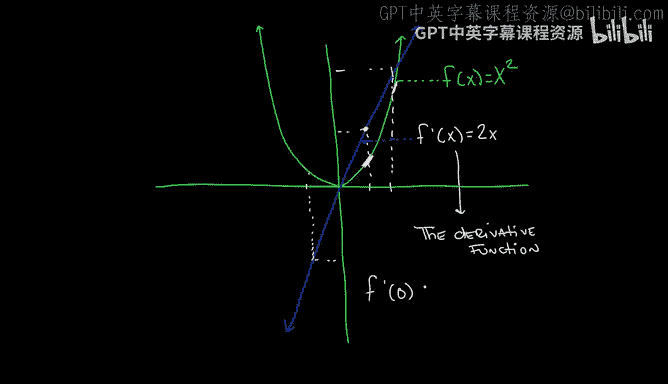 GPT中英字幕课程资源@bilibili.com
GPT中英字幕课程资源 bilibili
f(x)=X²
f'(x)=2x
THE DERIVATIVE
FUNCTION
f'(0)